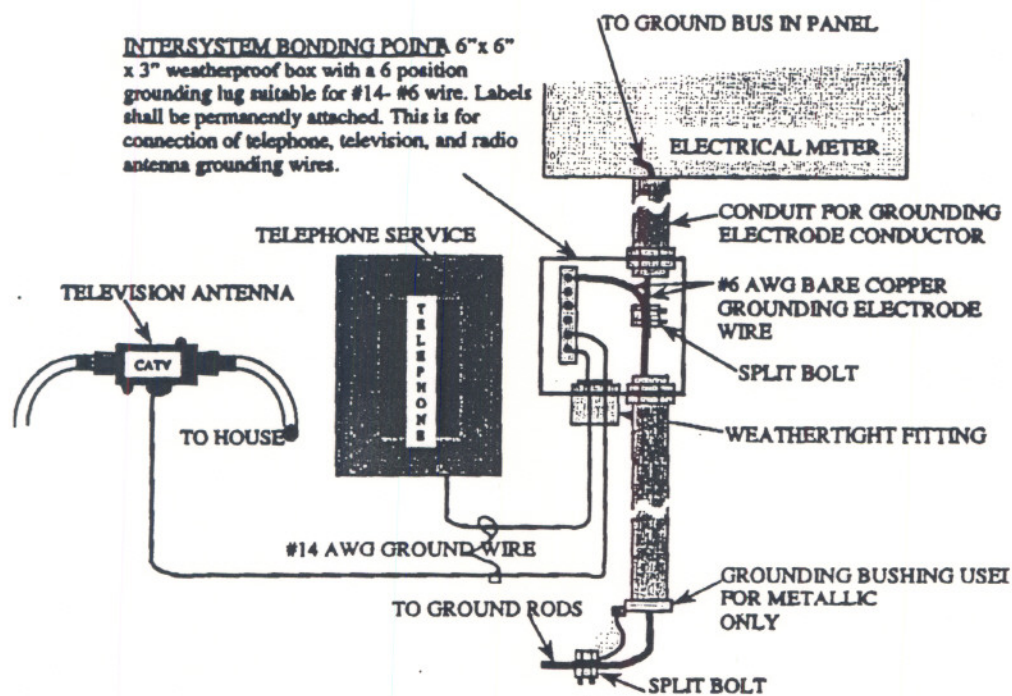 TO GROUND BUS IN PANEL
INTERSYSTEM BONDING POINT: 6"x 6"
x 3" weatherproof box with a 6 position
grounding lug suitable for #14- #6 wire. Labels
shall be permanently attached. This is for
connection of telephone, television, and radio
antenna grounding wires.
ELECTRICAL METER
CONDUIT FOR GROUNDING
ELECTRODE CONDUCTOR
TELEPHONE SERVICE
#6 AWG BARE COPPER
GROUNDING ELECTRODE
WIRE
TELEVISION ANTENNA
TELEPHONE
CATV
SPLIT BOLT
TO HOUSE
WEATHERTIGHT FITTING
#14 AWG GROUND WIRE
GROUNDING BUSHING USED
FOR METALLIC
ONLY
TO GROUND RODS
SPLIT BOLT